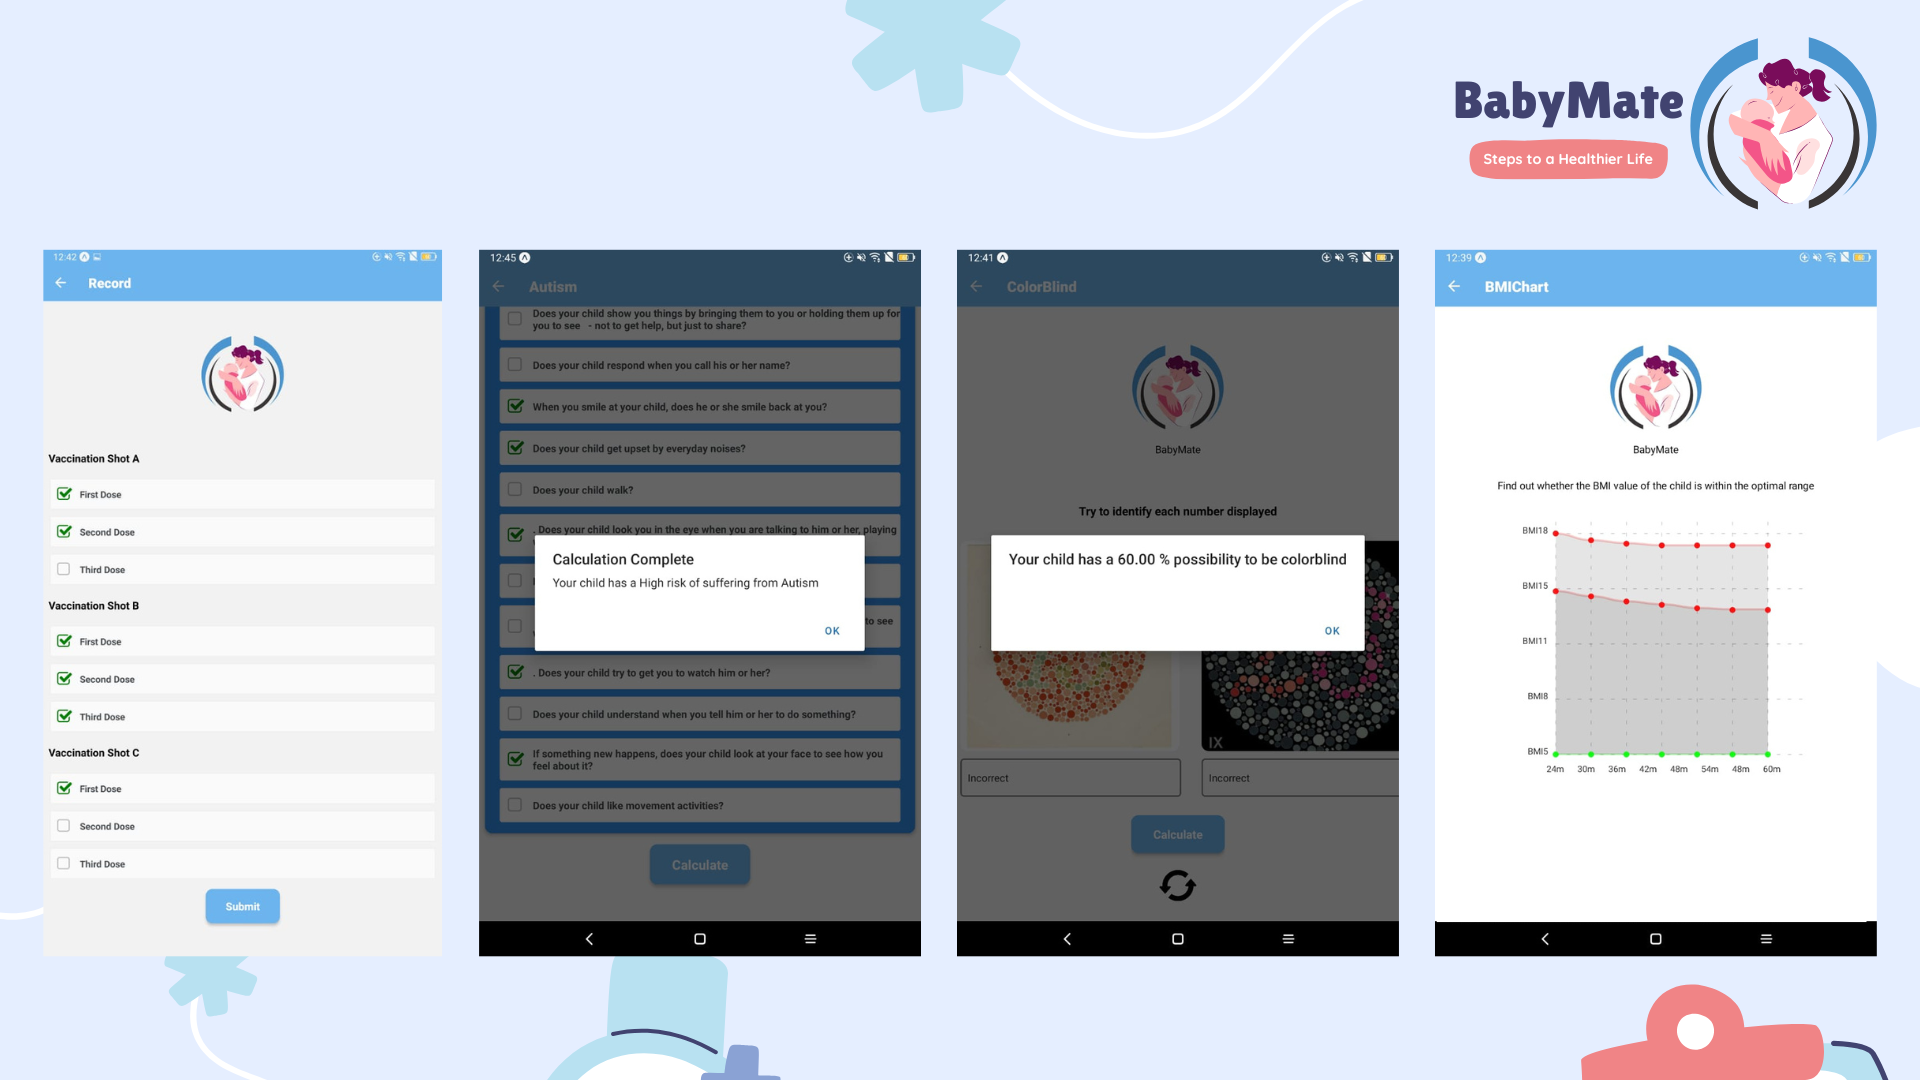 BabyMate
Steps to a Healthier Life
12:42
Record
Vaccination Shot A
First Dose
Second Dose
Third Dose
Vaccination Shot B
First Dose
Second Dose
Third Dose
Vaccination Shot C
First Dose
Second Dose
Third Dose
Submit
12:45
Autism
Does your child show you things by bringing them to you or holding them up for
you to see - not to get help, but just to share?
Does your child respond when you call his or her name?
When you smile at your child, does he or she smile back at you?
Does your child get upset by everyday noises?
Does your child walk?
. Does your child look you in the eye when you are talking to him or her, playing
to see
Calculation Complete
Your child has a High risk of suffering from Autism
OK
. Does your child try to get you to watch him or her?
Does your child understand when you tell him or her to do something?
If something new happens, does your child look at your face to see how you
feel about it?
Does your child like movement activities?
Calculate
12:41
ColorBlind
BabyMate
Try to identify each number displayed
Your child has a 60.00 % possibility to be colorblind
OK
IX
Incorrect
Incorrect
Calculate
12:39
BMIChart
BabyMate
Find out whether the BMI value of the child is within the optimal range
BMI18
BMI15
BMI11
BMI8
BMI5
24m 30m 36m 42m 48m 54m 48m 60m